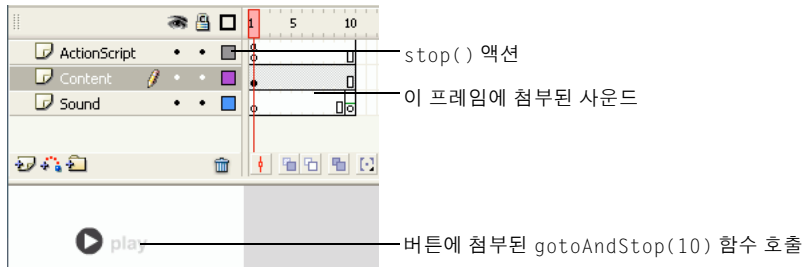 1 5 10
ActionScript
stop() 액션
Content
이 프레임에 첨부된 사운드
Sound
play
버튼에 첨부된 gotoAndStop(10) 함수 호출